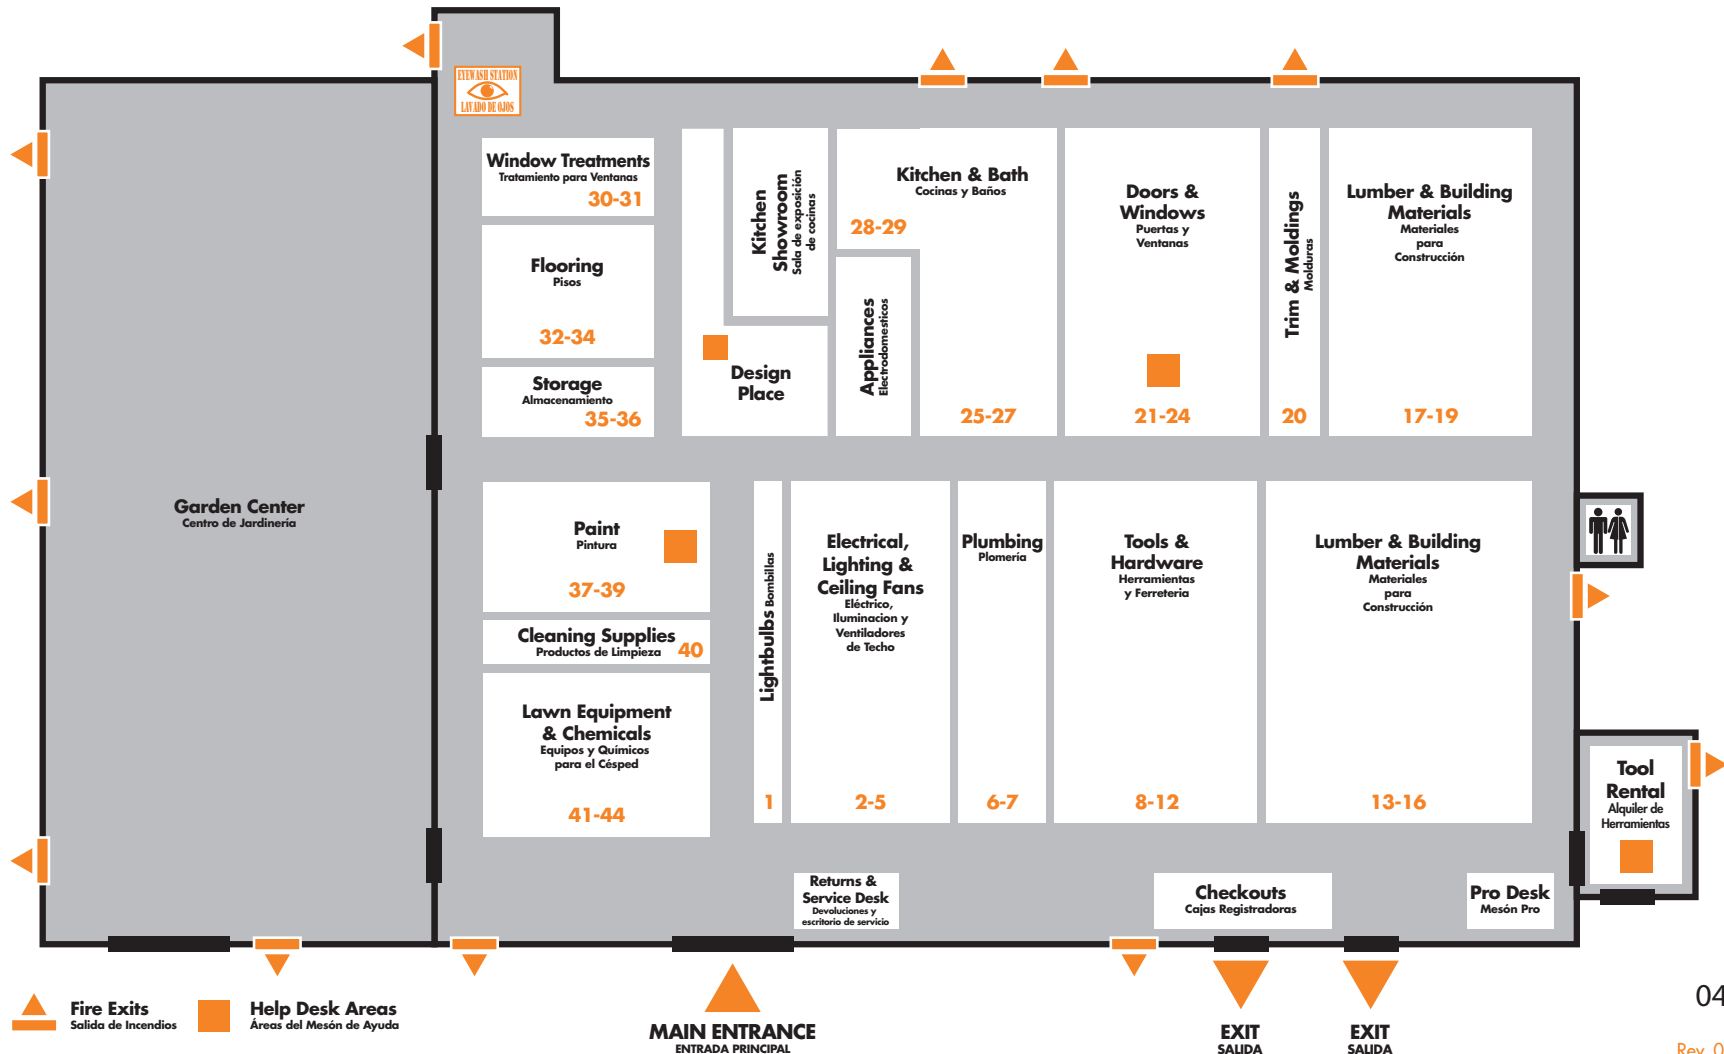 EYEWASH STATION
LAVADO DE OJOS
Window Treatments
Tratamiento para Ventanas
30-31
Flooring
Pisos
32-34
Storage
Almacenamiento
35-36
Kitchen
Showroom
Sala de exposición
de cocinas
Design
Place
Kitchen & Bath
Cocinas y Baños
28-29
25-27
Appliances
Electrodomesticos
Doors &
Windows
Puertas y
Ventanas
21-24
Trim & Moldings
Molduras
20
Lumber & Building
Materials
Materiales
para
Construcción
17-19
Garden Center
Centro de Jardinería
Paint
Pintura
37-39
Cleaning Supplies
Productos de Limpieza
40
Lawn Equipment
& Chemicals
Equipos y Químicos
para el Césped
41-44
Lightbulbs Bombillas
1
Electrical,
Lighting &
Ceiling Fans
Eléctrico,
Iluminacion y
Ventiladores
de Techo
2-5
Plumbing
Plomería
6-7
Tools &
Hardware
Herramientas
y Ferreteria
8-12
Lumber & Building
Materials
Materiales
para
Construcción
13-16
Tool
Rental
Alquiler de
Herramientas
Returns &
Service Desk
Devoluciones y
escritorio de servicio
Checkouts
Cajas Registradoras
Pro Desk
Mesón Pro
Fire Exits
Salida de Incendios
Help Desk Areas
Áreas del Mesón de Ayuda
MAIN ENTRANCE
ENTRADA PRINCIPAL
EXIT
SALIDA
EXIT
SALIDA
04
Rev. 0